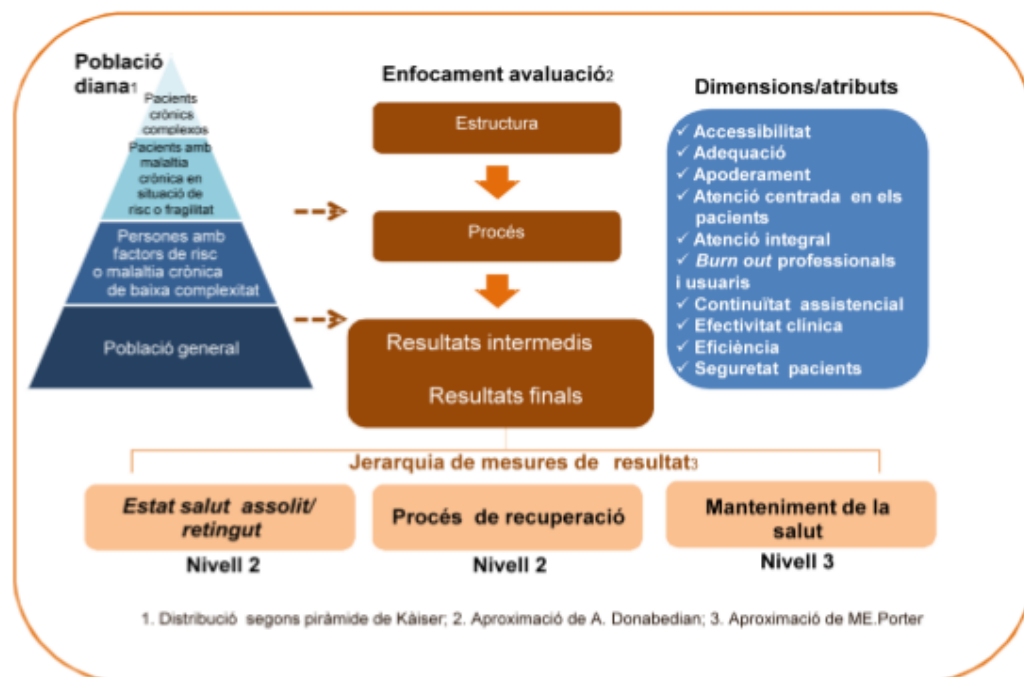 Població
diana1
Pacients
crònics
complexos
Pacients amb
malaltia
crònica en
situació de
risc o fragilitat
Persones amb
factors de risc
o malaltia crònica
de baixa complexitat
Població general
Enfocament avaluació2
Estructura
Procés
Resultats intermedis
Resultats finals
Dimensions/atributs
✓ Accessibilitat
✓ Adequació
✓ Apoderament
✓ Atenció centrada en els
pacients
✓ Atenció integral
✓ Burn out professionals
i usuaris
✓ Continuïtat assistencial
✓ Efectivitat clínica
✓ Eficiència
✓ Seguretat pacients
Jerarquia de mesures de resultat3
Estat salut assolit/
retingut
Nivell 2
Procés de recuperació
Nivell 2
Manteniment de la
salut
Nivell 3
1. Distribució segons piràmide de Kàiser; 2. Aproximació de A. Donabedian; 3. Aproximació de ME.Porter